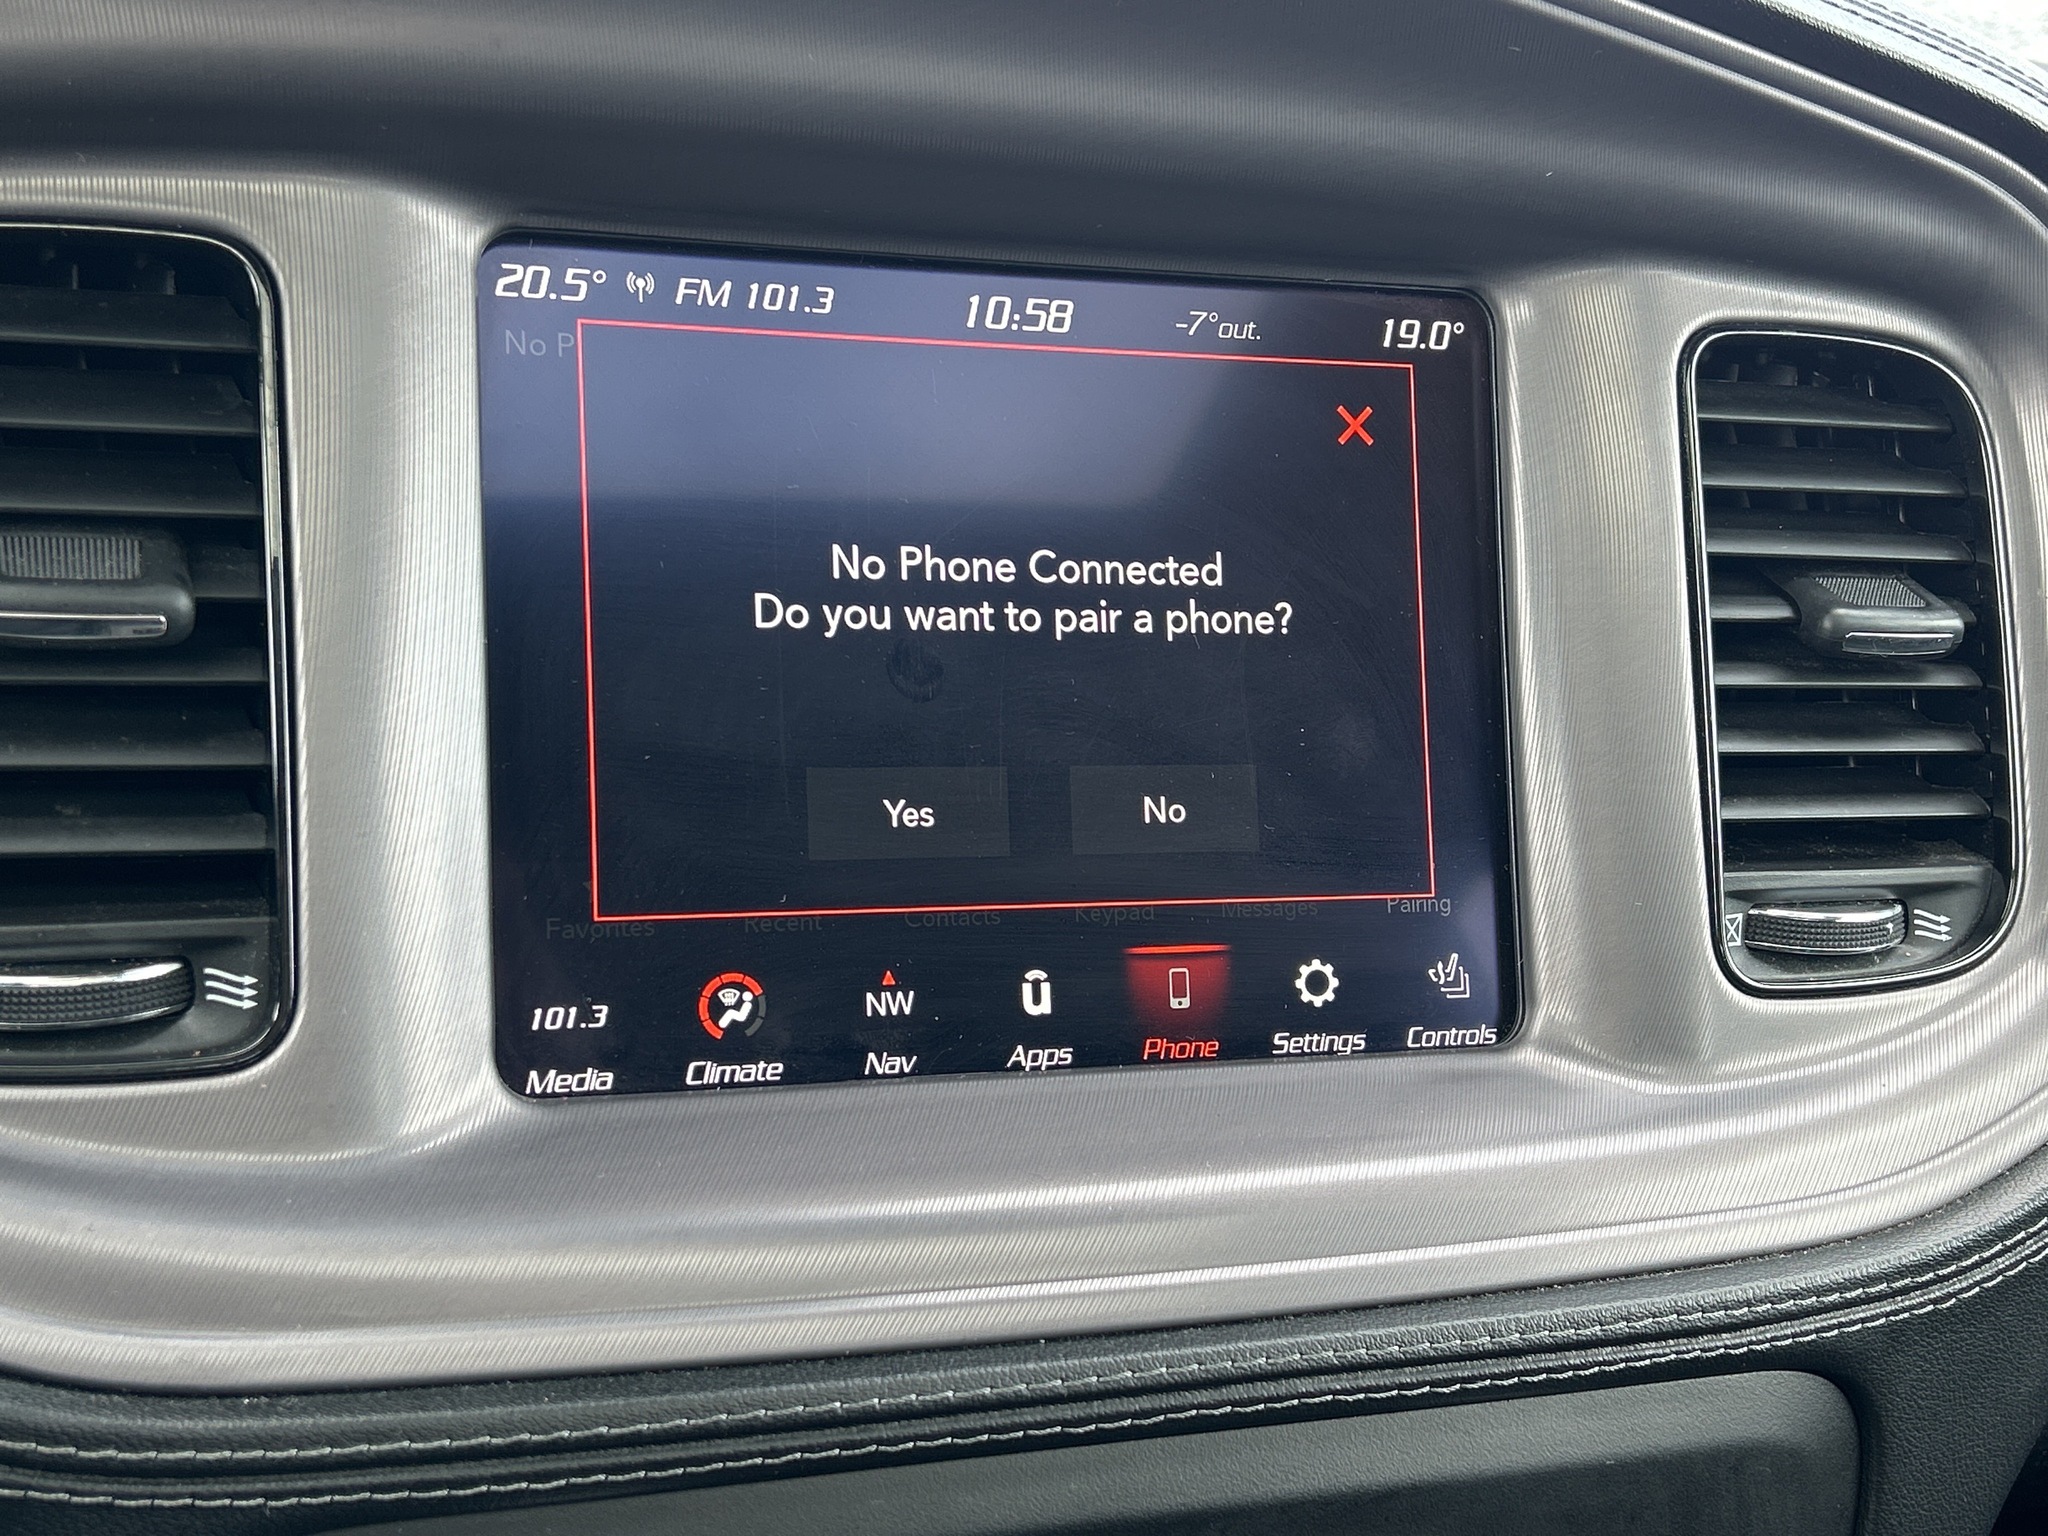 20.5° FM 101.3 10:58 -7°out. 19.0°
No P
No Phone Connected
Do you want to pair a phone?
Yes No
Favorites Recent Contacts Keypad Messages Pairing
101.3 NW u
Media Climate Nav Apps Phone Settings Controls